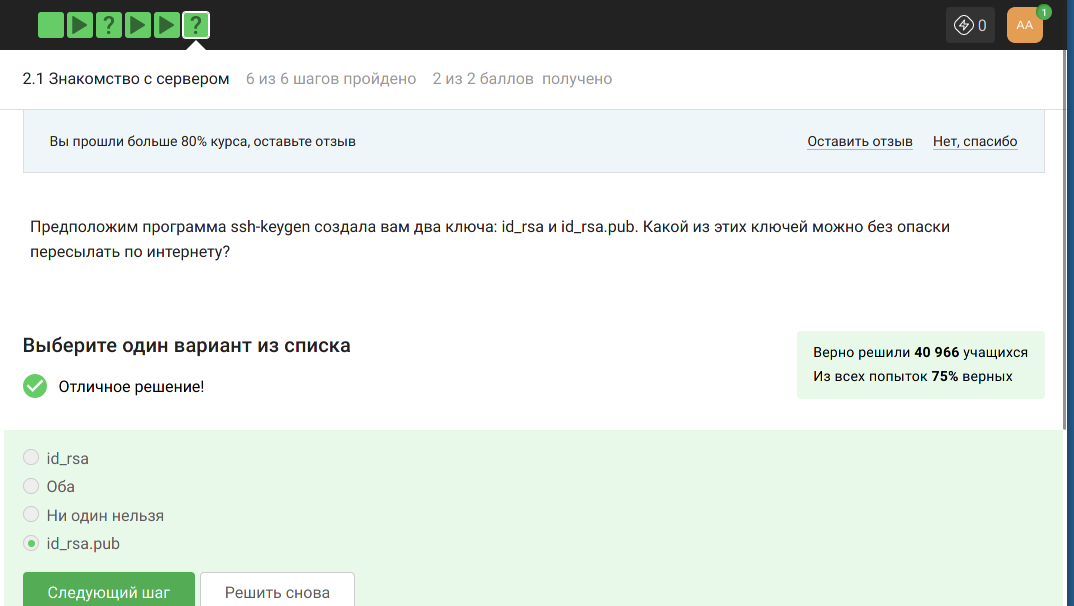 ?
?
0
AA
1
2.1 Знакомство с сервером 6 из 6 шагов пройдено 2 из 2 баллов получено
Вы прошли больше 80% курса, оставьте отзыв Оставить отзыв Нет, спасибо
Предположим программа ssh-keygen создала вам два ключа: id_rsa и id_rsa.pub. Какой из этих ключей можно без опаски
пересылать по интернету?
Выберите один вариант из списка
Отличное решение!
Верно решили 40 966 учащихся
Из всех попыток 75% верных
id_rsa
Оба
Ни один нельзя
id_rsa.pub
Следующий шаг Решить снова